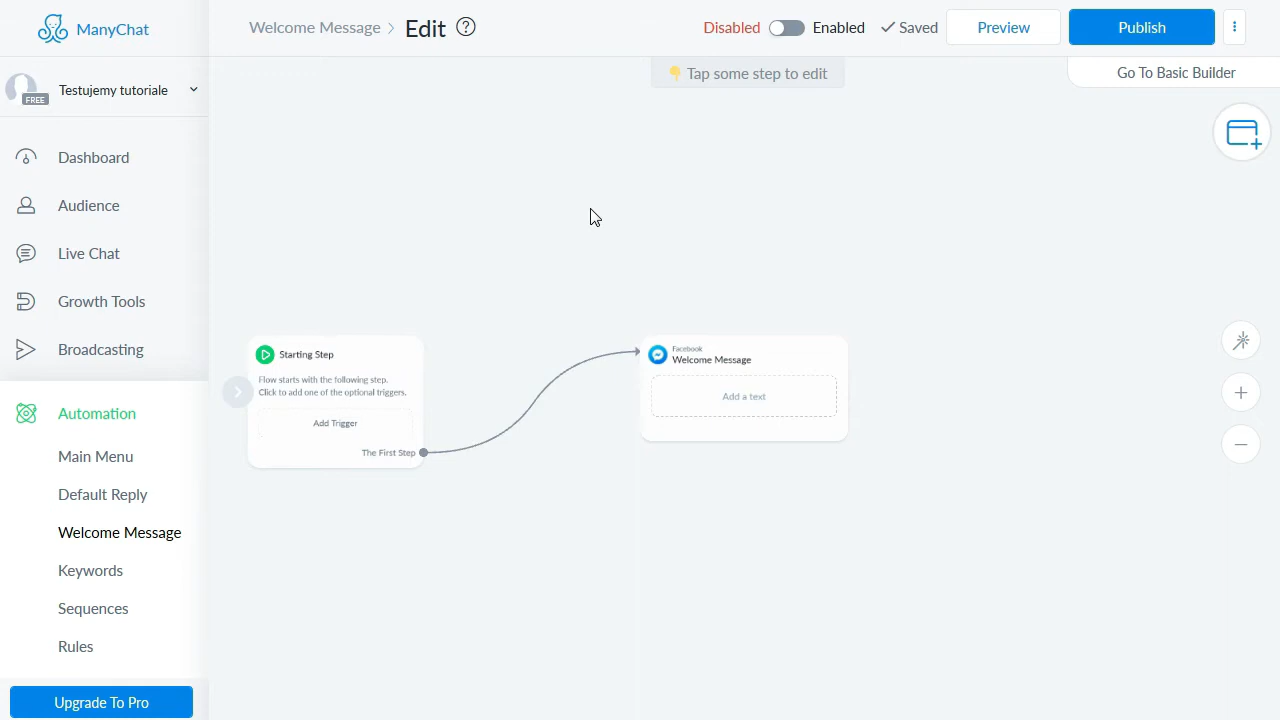 ManyChat
Welcome Message
Edit
?
Disabled
Enabled
Saved
Preview
Publish
Tap some step to edit
Go To Basic Builder
FREE
Testujemy tutoriale
Dashboard
Audience
Live Chat
Growth Tools
Broadcasting
Automation
Main Menu
Default Reply
Welcome Message
Keywords
Sequences
Rules
Upgrade To Pro
Starting Step
Flow starts with the following step.
Click to add one of the optional triggers.
Add Trigger
The First Step
Facebook
Welcome Message
Add a text